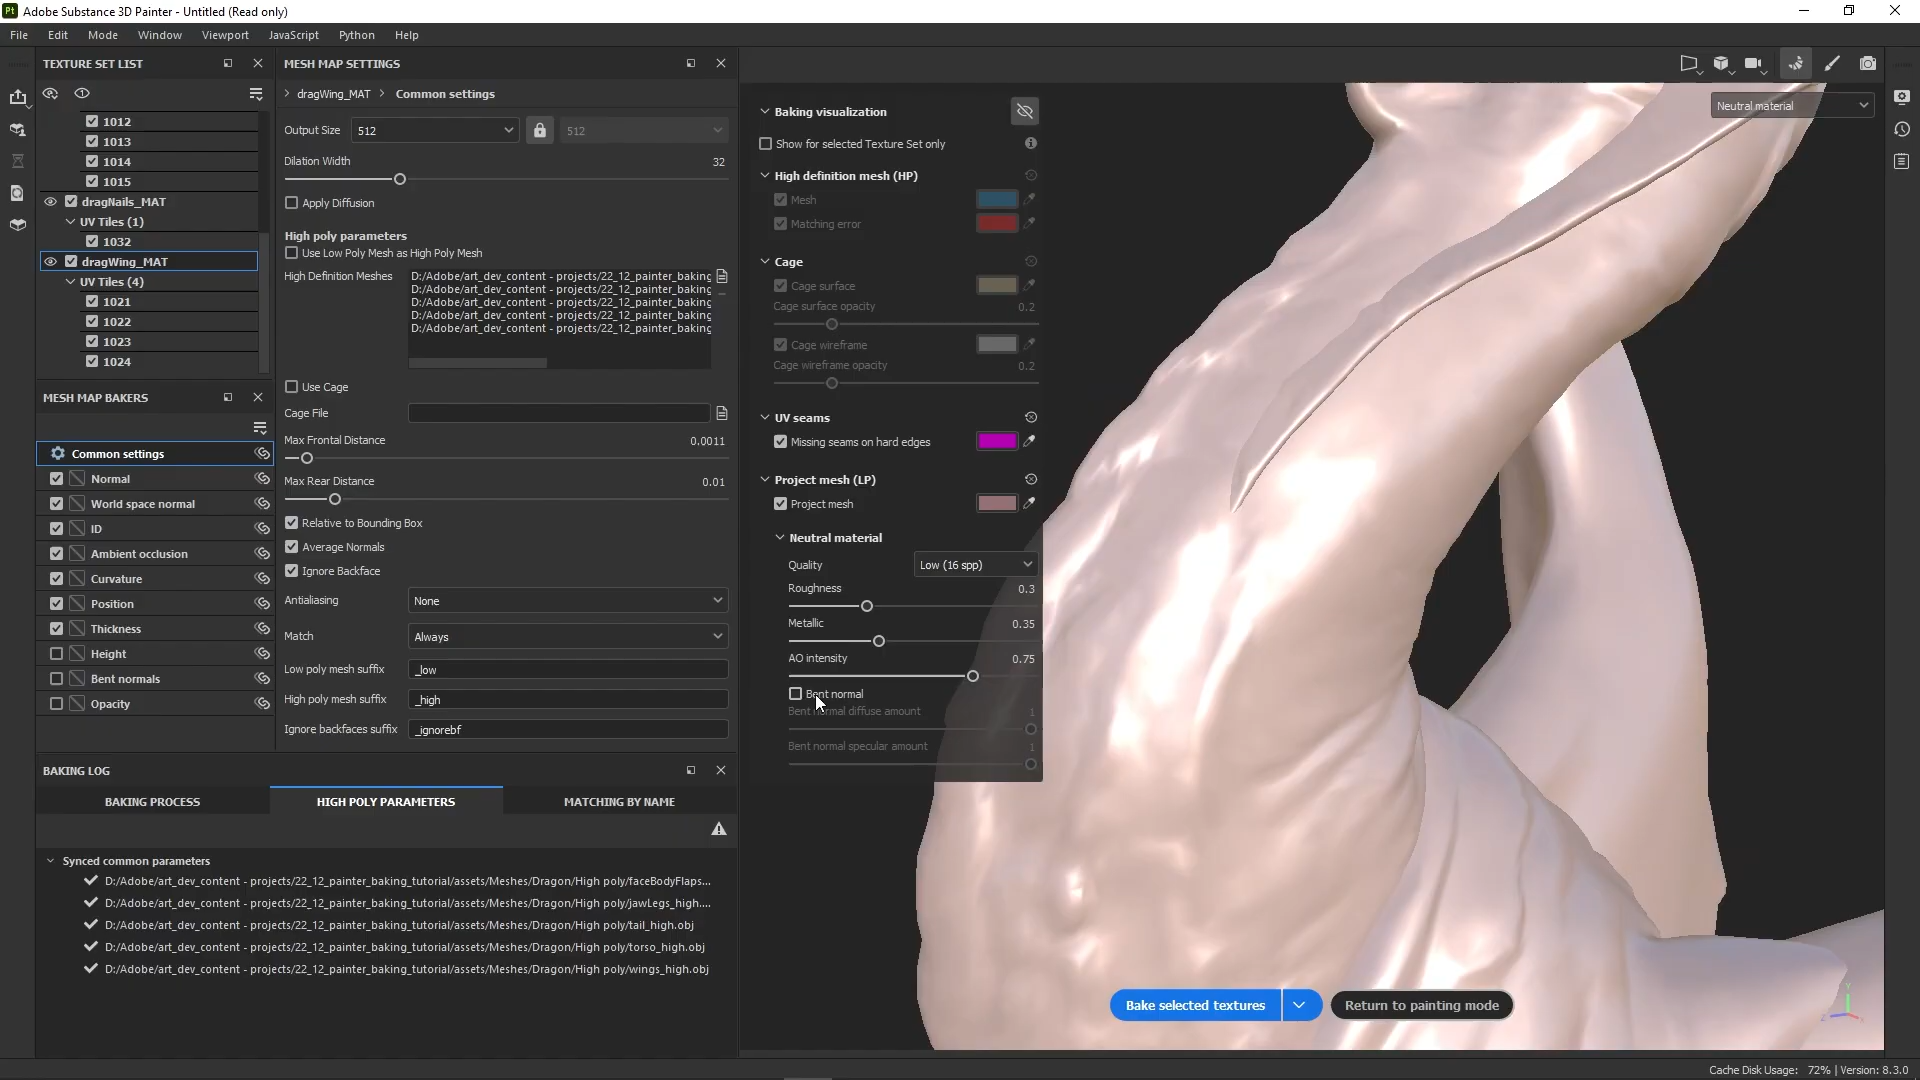 Pt Adobe Substance 3D Painter - Untitled (Read only)
File Edit Mode Window Viewport JavaScript Python Help
TEXTURE SET LIST
1012
1013
1014
1015
dragNails_MAT
UV Tiles (1)
1032
dragWing_MAT
UV Tiles (4)
1021
1022
1023
1024
MESH MAP BAKERS
Common settings
Normal
World space normal
ID
Ambient occlusion
Curvature
Position
Thickness
Height
Bent normals
Opacity
MESH MAP SETTINGS
dragWing_MAT > Common settings
Output Size 512 512
Dilation Width 32
Apply Diffusion
High poly parameters
Use Low Poly Mesh as High Poly Mesh
High Definition Meshes D:/Adobe/art_dev_content - projects/22_12_painter_baking
D:/Adobe/art_dev_content - projects/22_12_painter_baking
D:/Adobe/art_dev_content - projects/22_12_painter_baking
D:/Adobe/art_dev_content - projects/22_12_painter_baking
D:/Adobe/art_dev_content - projects/22_12_painter_baking
Use Cage
Cage File
Max Frontal Distance 0.0011
Max Rear Distance 0.01
Relative to Bounding Box
Average Normals
Ignore Backface
Antialiasing None
Match Always
Low poly mesh suffix _low
High poly mesh suffix _high
Ignore backfaces suffix _ignorebf
BAKING LOG
BAKING PROCESS HIGH POLY PARAMETERS MATCHING BY NAME
Synced common parameters
D:/Adobe/art_dev_content - projects/22_12_painter_baking_tutorial/assets/Meshes/Dragon/High poly/faceBodyFlaps...
D:/Adobe/art_dev_content - projects/22_12_painter_baking_tutorial/assets/Meshes/Dragon/High poly/jawLegs_high....
D:/Adobe/art_dev_content - projects/22_12_painter_baking_tutorial/assets/Meshes/Dragon/High poly/tail_high.obj
D:/Adobe/art_dev_content - projects/22_12_painter_baking_tutorial/assets/Meshes/Dragon/High poly/torso_high.obj
D:/Adobe/art_dev_content - projects/22_12_painter_baking_tutorial/assets/Meshes/Dragon/High poly/wings_high.obj
Baking visualization
Show for selected Texture Set only
High definition mesh (HP)
Mesh
Matching error
Cage
Cage surface
Cage surface opacity 0.2
Cage wireframe
Cage wireframe opacity 0.2
UV seams
Missing seams on hard edges
Project mesh (LP)
Project mesh
Neutral material
Quality Low (16 spp)
Roughness 0.3
Metallic 0.35
AO intensity 0.75
Bent normal
Bent normal diffuse amount 1
Bent normal specular amount 1
Neutral material
Bake selected textures
Return to painting mode
Y
Z
Cache Disk Usage: 72% | Version: 8.3.0